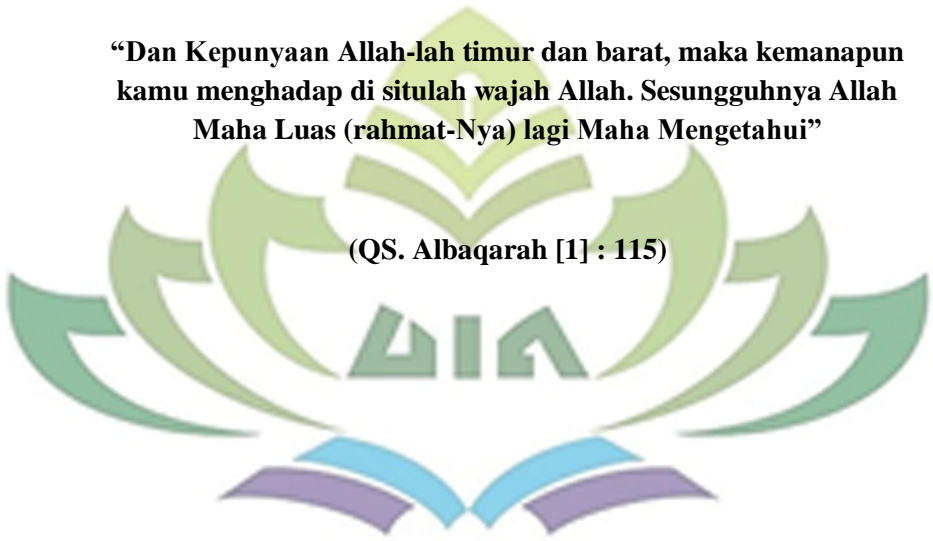 “Dan Kepunyaan Allah-lah timur dan barat, maka kemanapun
kamu menghadap di situlah wajah Allah. Sesungguhnya Allah
Maha Luas (rahmat-Nya) lagi Maha Mengetahui”
(QS. Albaqarah [1] : 115)
UIN